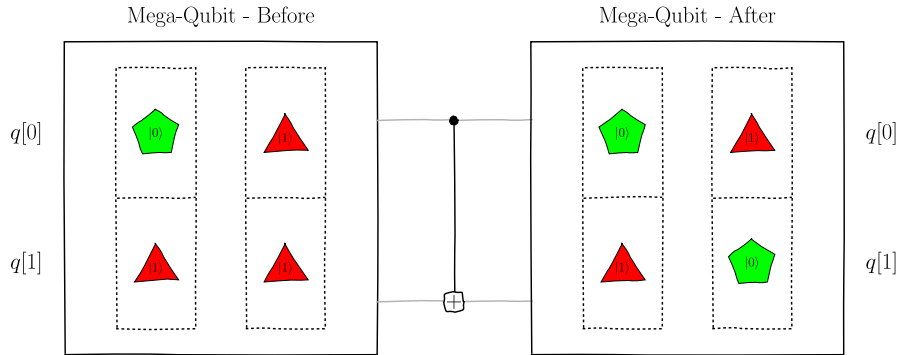 Mega-Qubit - Before
Mega-Qubit - After
q[0]
|0⟩
|1⟩
|0⟩
|1⟩
q[0]
q[1]
|1⟩
|1⟩
|1⟩
|0⟩
q[1]